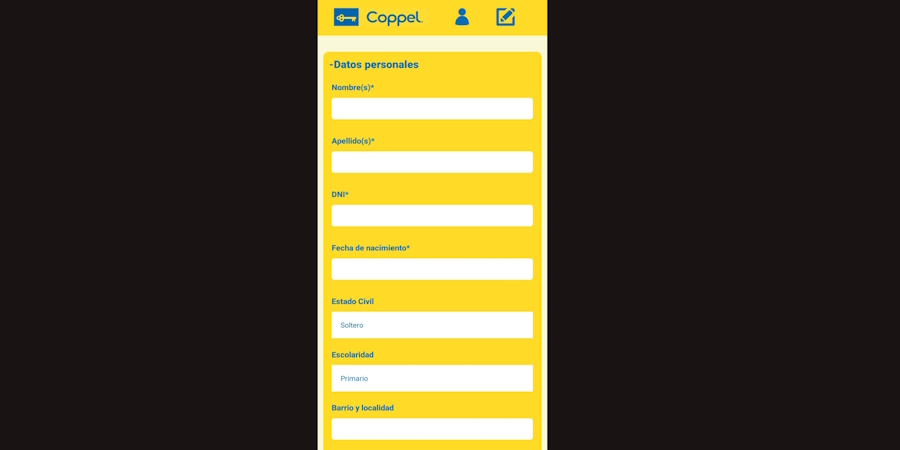 Coppel.
-Datos personales
Nombre(s)*
Apellido(s)*
DNI*
Fecha de nacimiento*
Estado Civil
Soltero
Escolaridad
Primario
Barrio y localidad